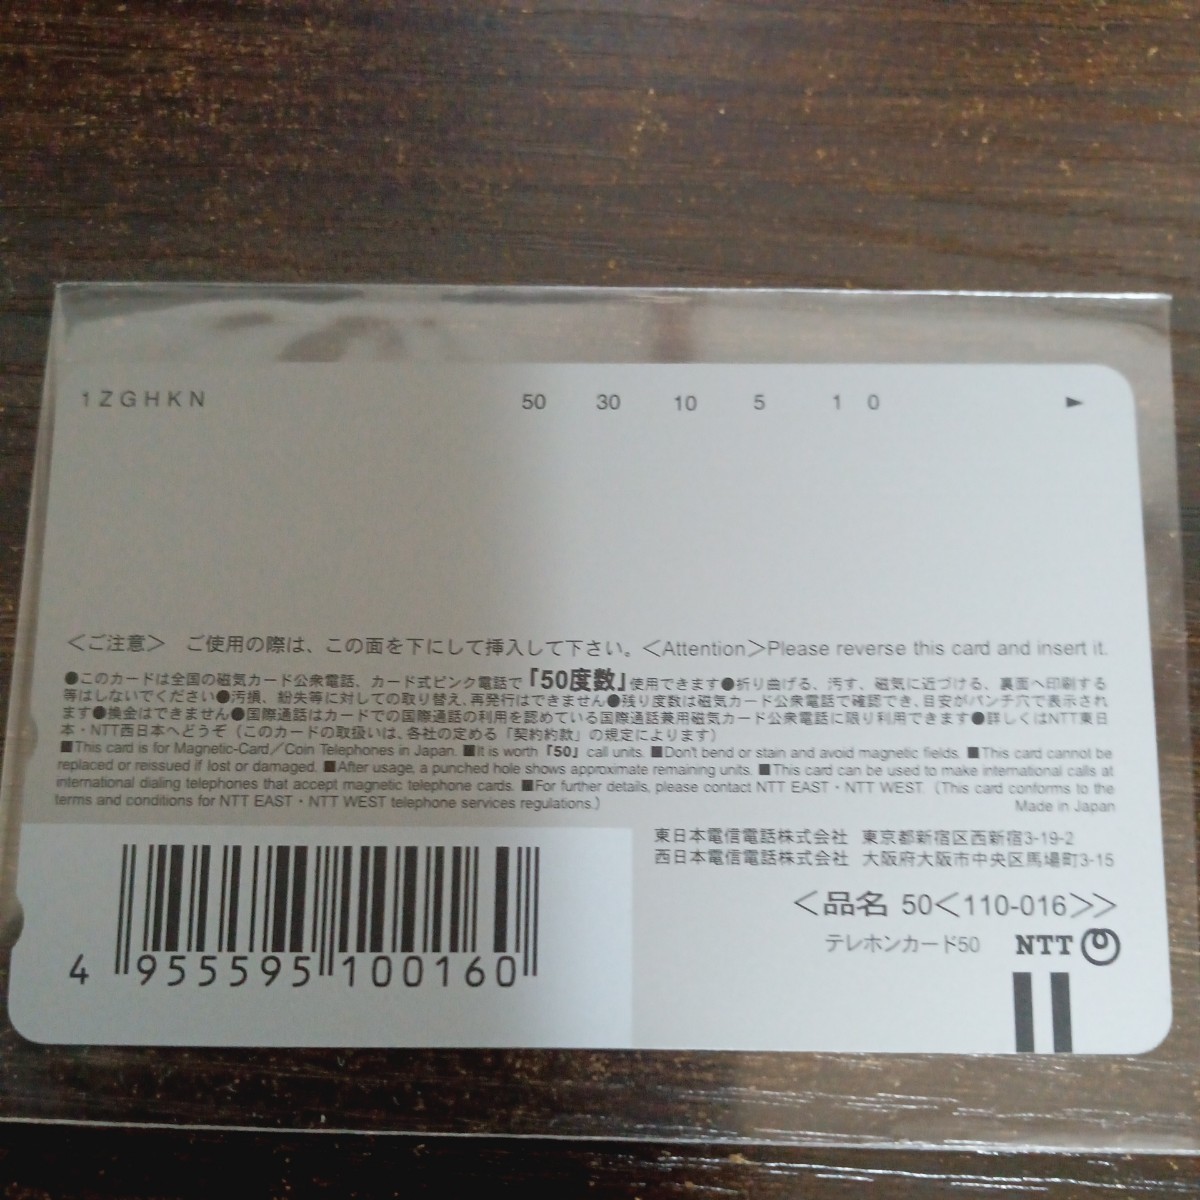 1ZGHKN 50 30 10 5 1 0 ►
＜ご注意＞ ご使用の際は、この面を下にして挿入して下さい。＜Attention＞Please reverse this card and insert it.
●このカードは全国の磁気カード公衆電話、カード式ピンク電話で「50度数」使用できます●折り曲げる、汚す、磁気に近づける、裏面へ印刷する
等はしないでください●汚損、紛失等に対しての取り替え、再発行はできません●残り度数は磁気カード公衆電話で確認でき、目安がパンチ穴で表示され
ます●換金はできません●国際通話はカードでの国際通話の利用を認めている国際通話兼用磁気カード公衆電話に限り利用できます●詳しくはNTT東日
本・NTT西日本へどうぞ（このカードの取扱いは、各社の定める「契約約款」の規定によります）
■This card is for Magnetic-Card／Coin Telephones in Japan. ■It is worth「50」call units. ■Don't bend or stain and avoid magnetic fields. ■This card cannot be
replaced or reissued if lost or damaged. ■After usage, a punched hole shows approximate remaining units. ■This card can be used to make international calls at
international dialing telephones that accept magnetic telephone cards. ■For further details, please contact NTT EAST・NTT WEST.（This card conforms to the
terms and conditions for NTT EAST・NTT WEST telephone services regulations.） Made in Japan
東日本電信電話株式会社 東京都新宿区西新宿3-19-2
西日本電信電話株式会社 大阪府大阪市中央区馬場町3-15
＜品名 50＜110-016＞＞
テレホンカード50 NTT
4 955595 100160